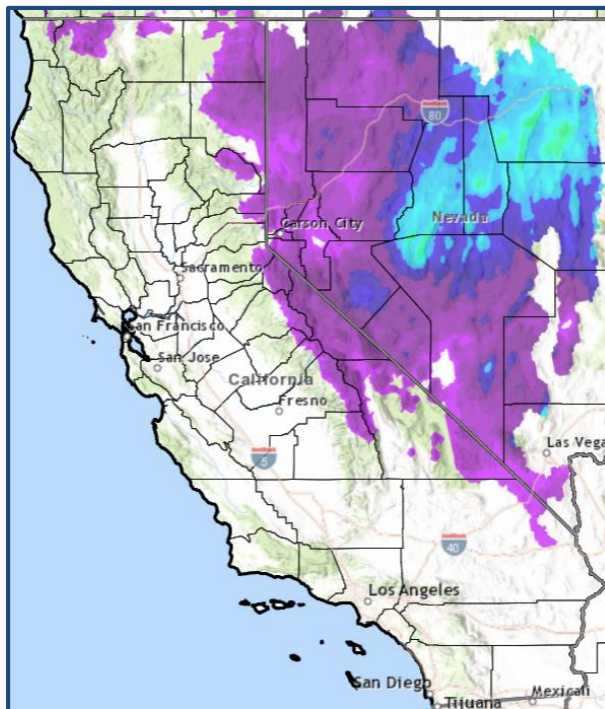 80
Carson City
Nevada
Sacramento
San Francisco
San Jose
California
Fresno
5
Las Vega
40
Los Angeles
San Diego
Tijuana
Mexicali